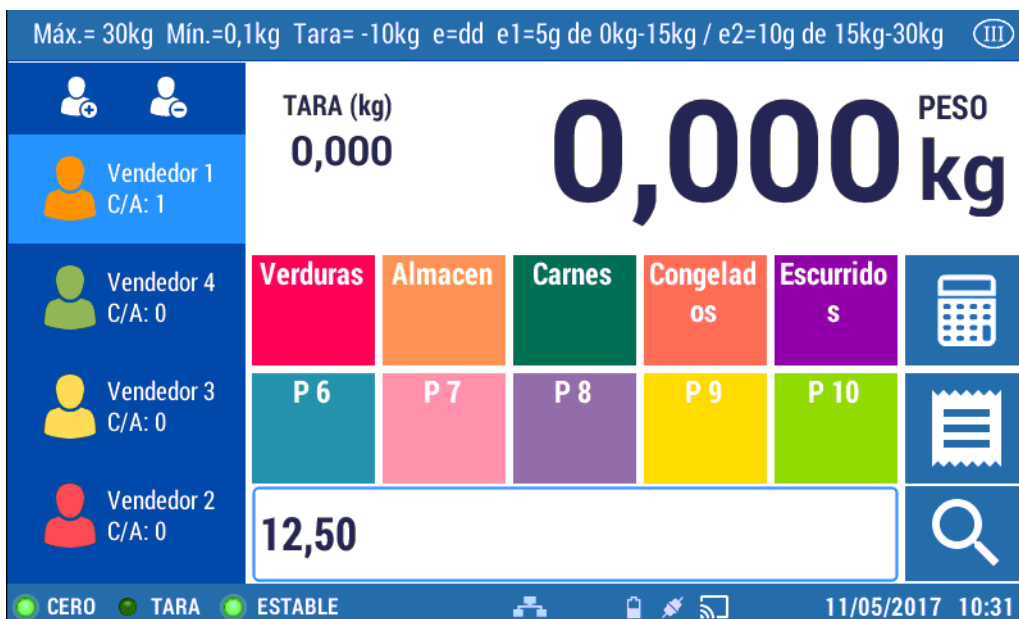 Máx.= 30kg Mín.=0,1kg Tara= -10kg e=dd e1=5g de 0kg-15kg / e2=10g de 15kg-30kg III
TARA (kg)
0,000
0,000
PESO
kg
Vendedor 1
C/A: 1
Vendedor 4
C/A: 0
Vendedor 3
C/A: 0
Vendedor 2
C/A: 0
Verduras
Almacen
Carnes
Congelad
os
Escurrido
s
P 6
P 7
P 8
P 9
P 10
12,50
CERO TARA ESTABLE 11/05/2017 10:31